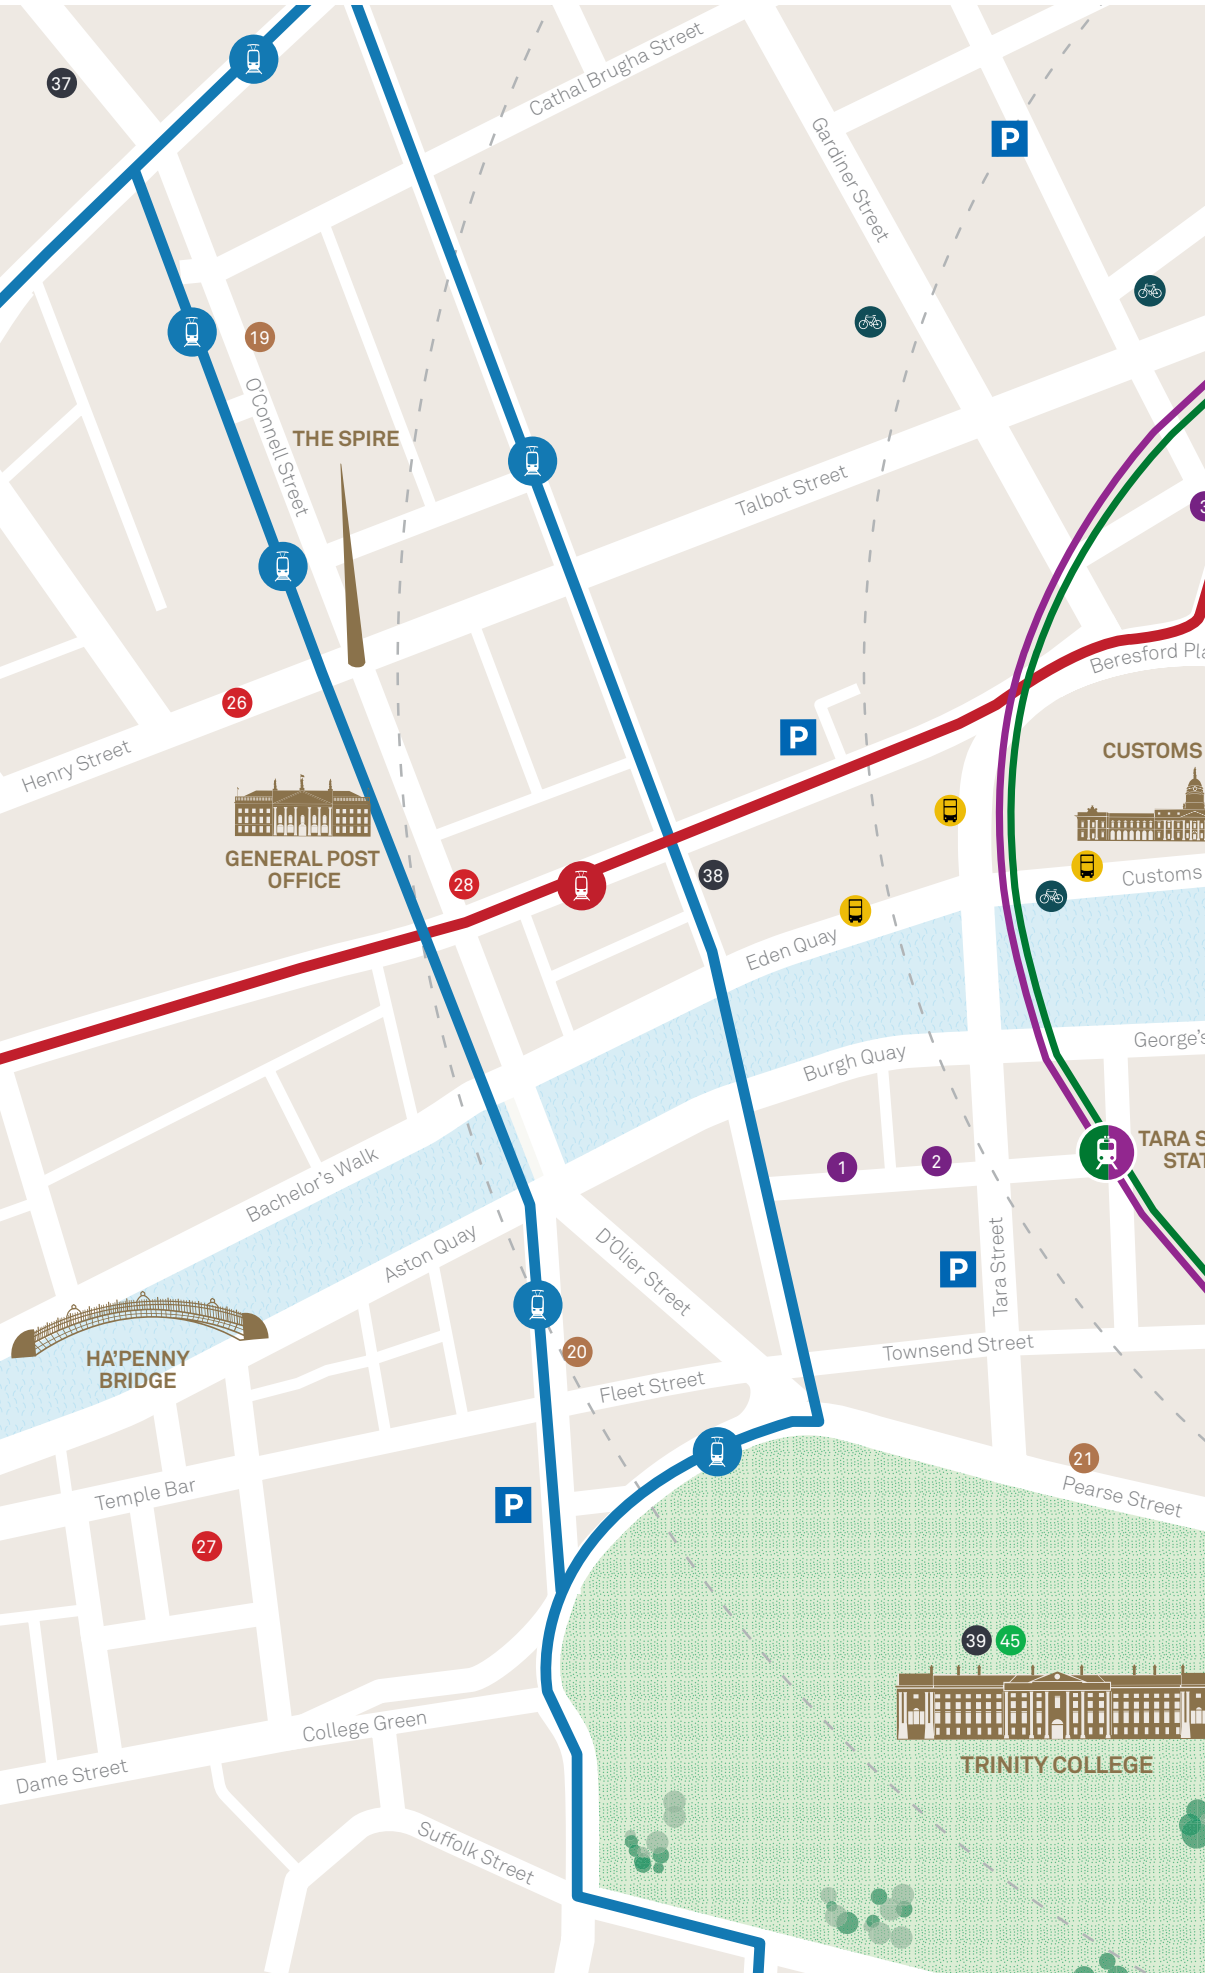 37
Cathal Brugha Street
P
Gardiner Street
19
O'Connell Street
THE SPIRE
Talbot Street
3
Beresford Pla
26
P
Henry Street
CUSTOMS
GENERAL POST
OFFICE
28
38
Customs
Eden Quay
George's
Burgh Quay
TARA S
STAT
1
2
Bachelor's Walk
Aston Quay
D'Olier Street
Tara Street
P
HA'PENNY
BRIDGE
20
Townsend Street
Fleet Street
21
Temple Bar
P
Pearse Street
27
39
45
College Green
TRINITY COLLEGE
Dame Street
Suffolk Street